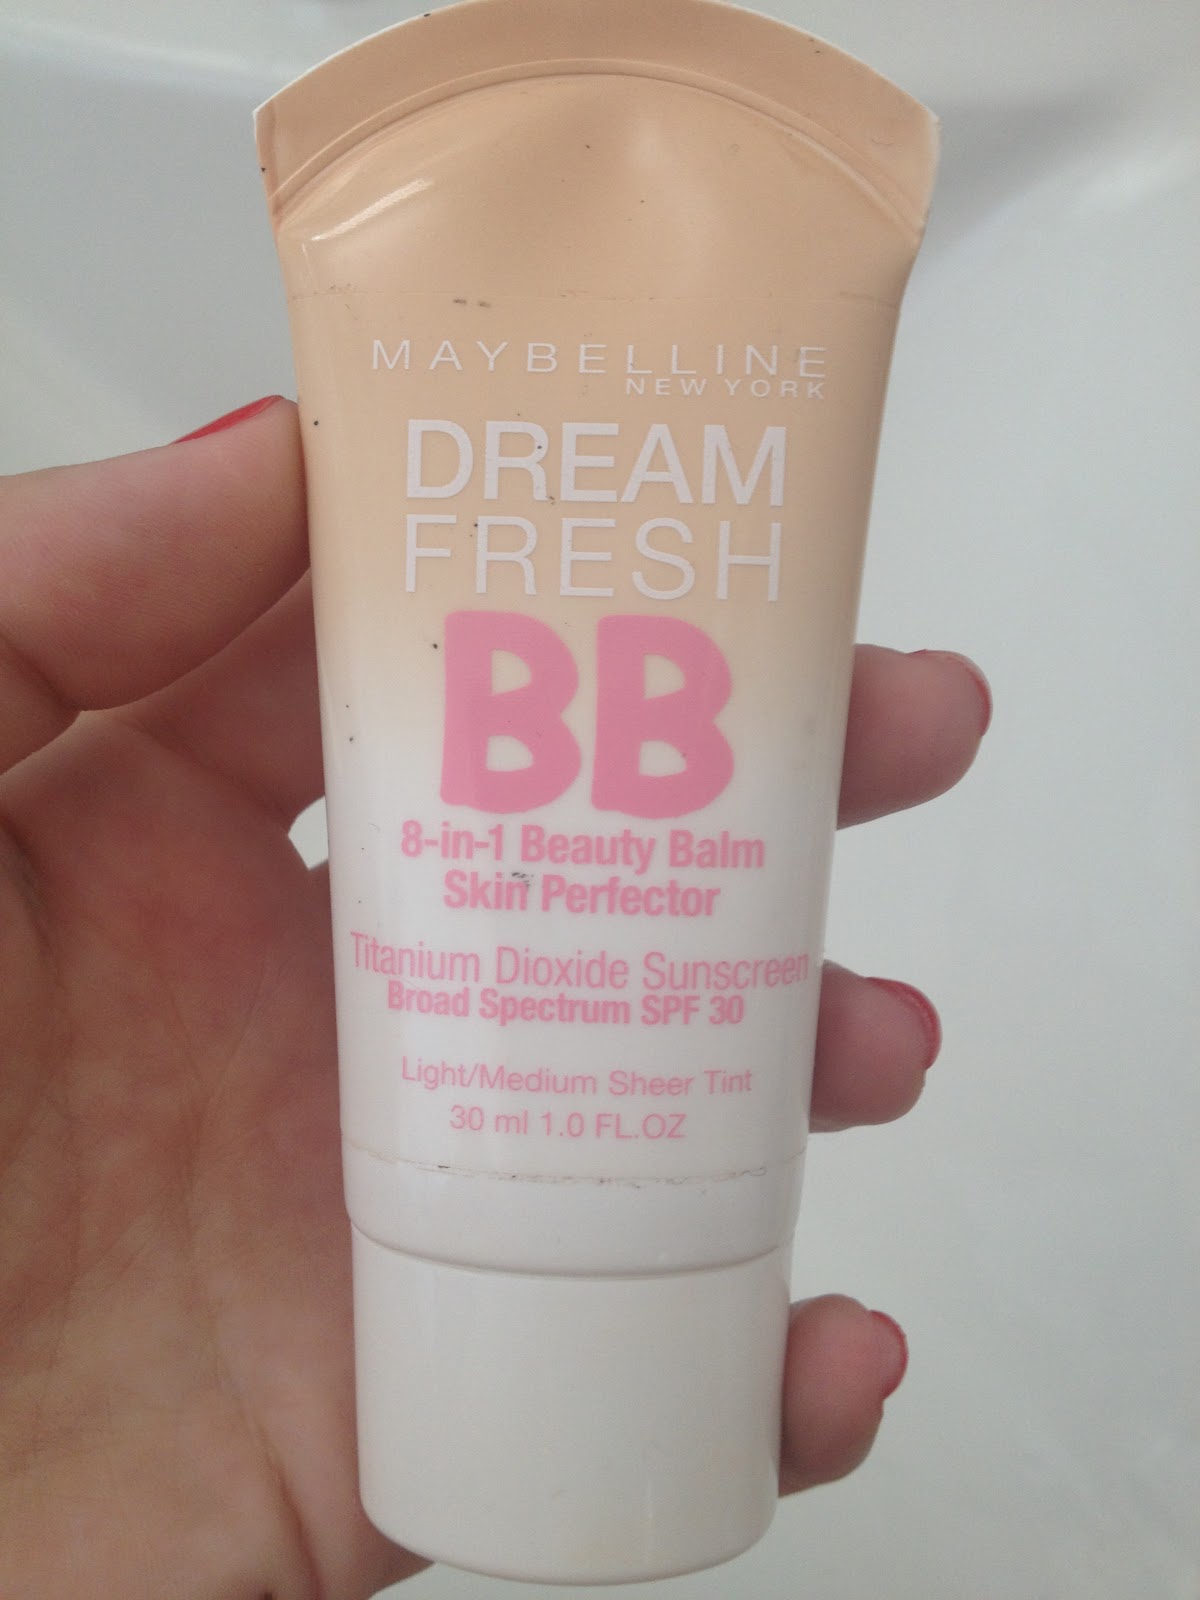 MAYBELLINE
NEW YORK
DREAM
FRESH
BB
8-in-1 Beauty Balm
Skin Perfector
Titanium Dioxide Sunscreen
Broad Spectrum SPF 30
Light/Medium Sheer Tint
30 ml 1.0 FL.OZ